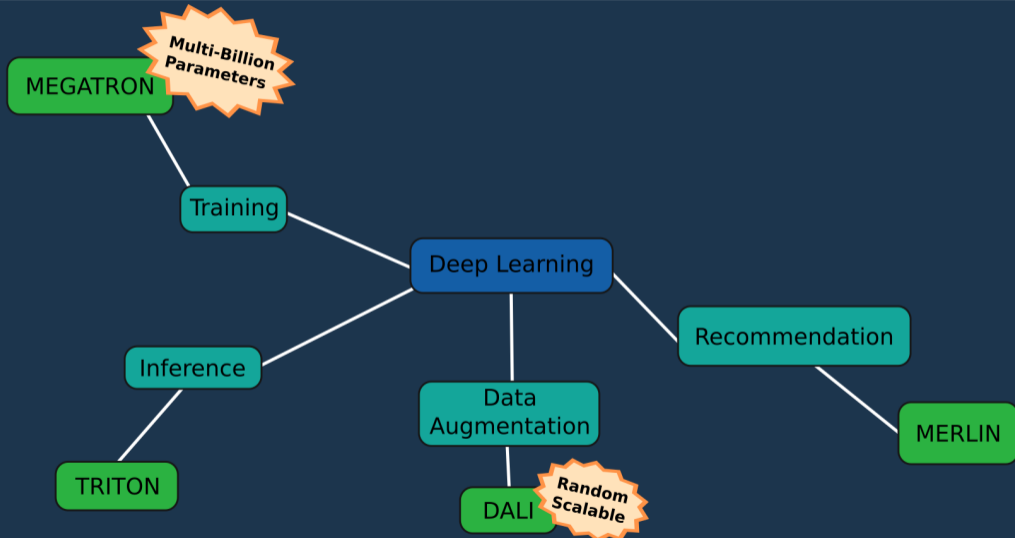 Multi-Billion
Parameters
MEGATRON
Training
Deep Learning
Recommendation
Inference
Data
Augmentation
MERLIN
TRITON
Random
Scalable
DALI